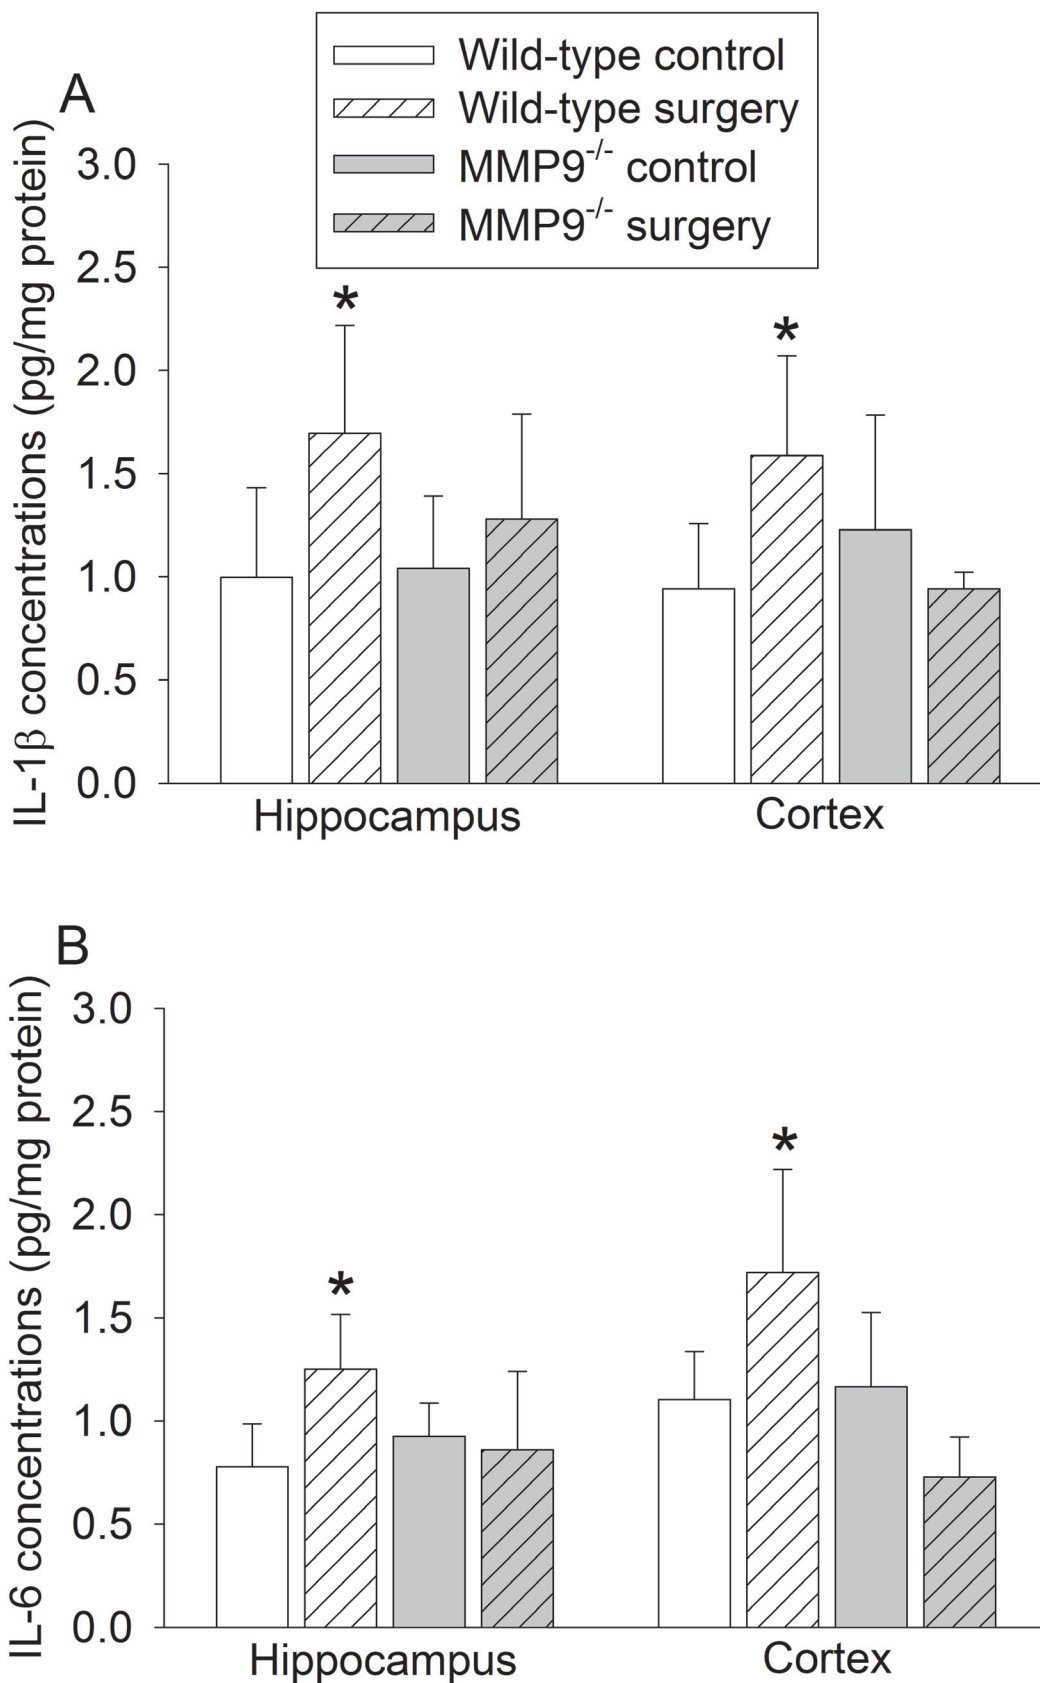 Wild-type control
Wild-type surgery
MMP9-/- control
MMP9-/- surgery
A
IL-1β concentrations (pg/mg protein)
3.0
2.5
2.0
1.5
1.0
0.5
0.0
*
*
Hippocampus
Cortex
B
IL-6 concentrations (pg/mg protein)
3.0
2.5
2.0
1.5
1.0
0.5
0.0
*
*
Hippocampus
Cortex